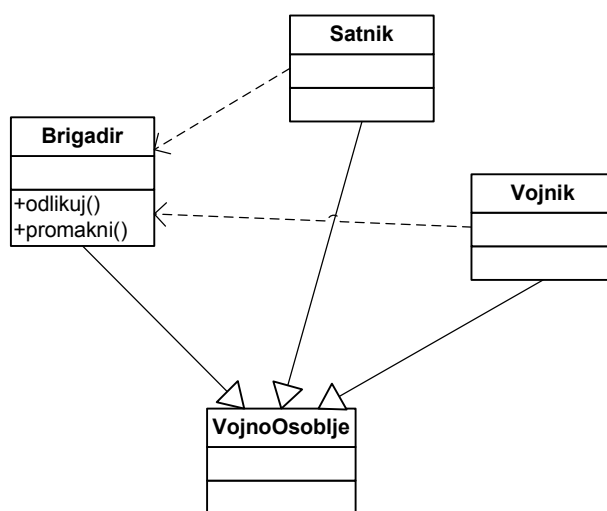 Satnik
Brigadir
+odlikuj()
+promakni()
Vojnik
VojnoOsoblje